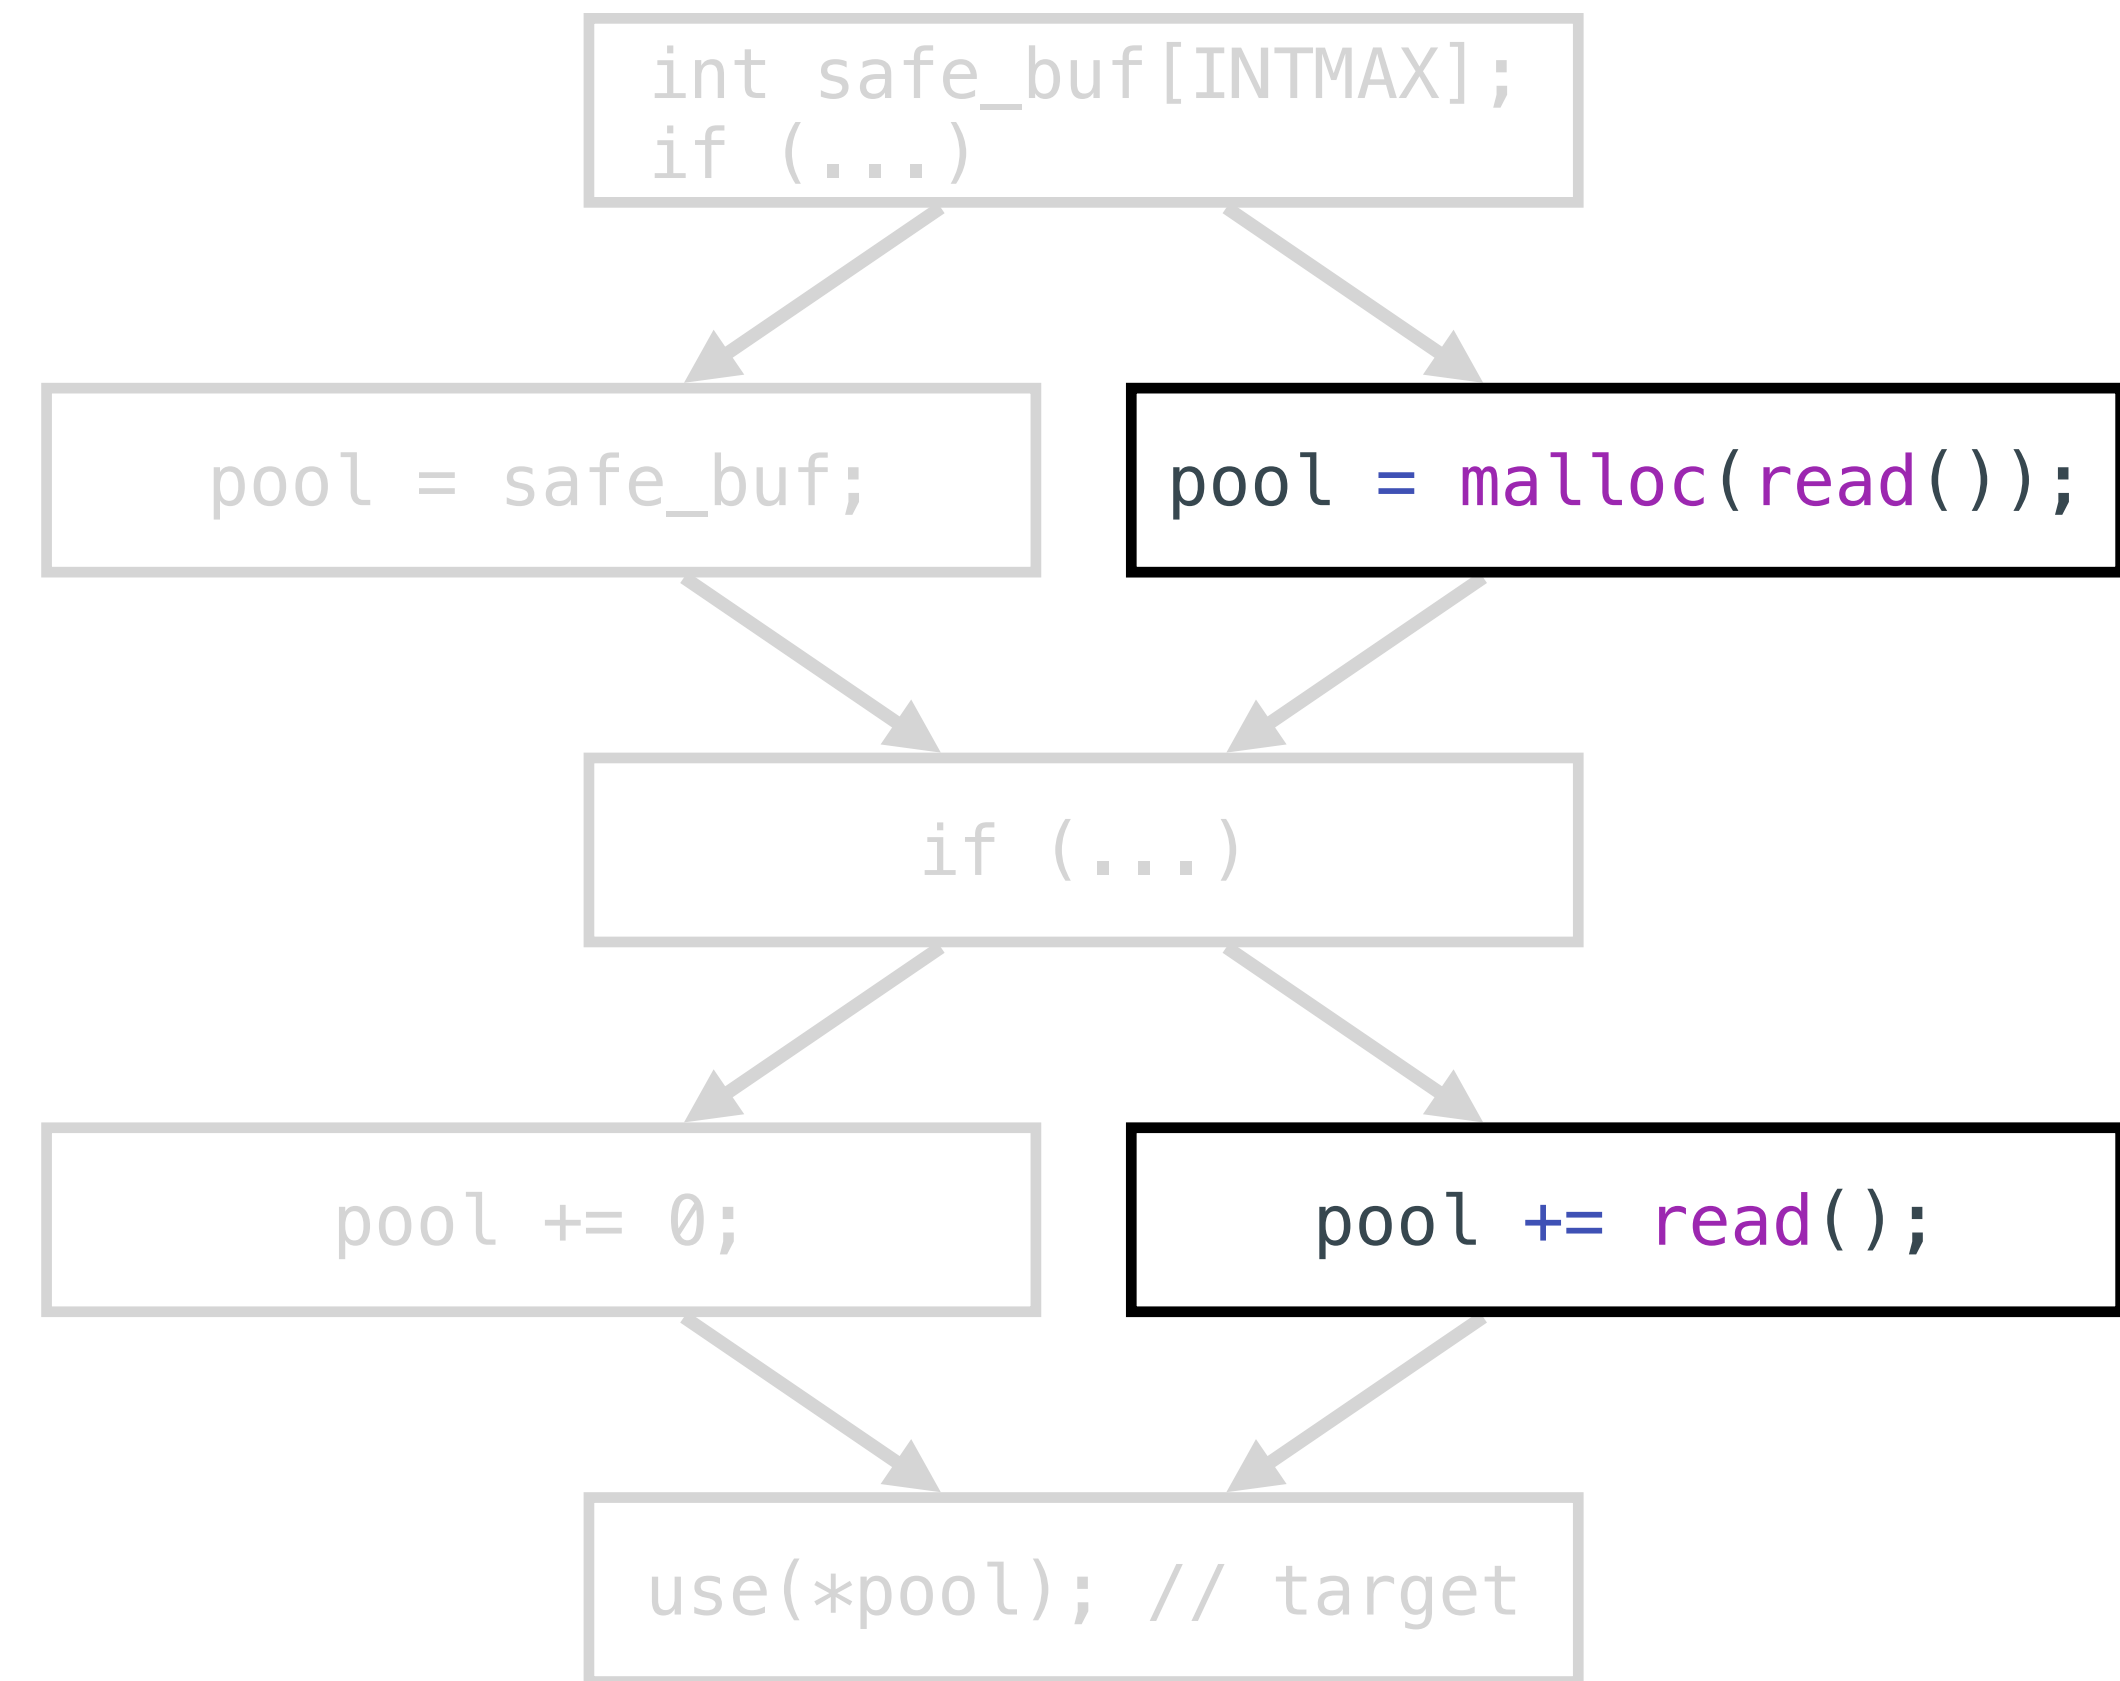 int safe_buf[INTMAX];
if (...)
pool = safe_buf;
pool = malloc(read());
if (...)
pool += 0;
pool += read();
use(*pool); // target